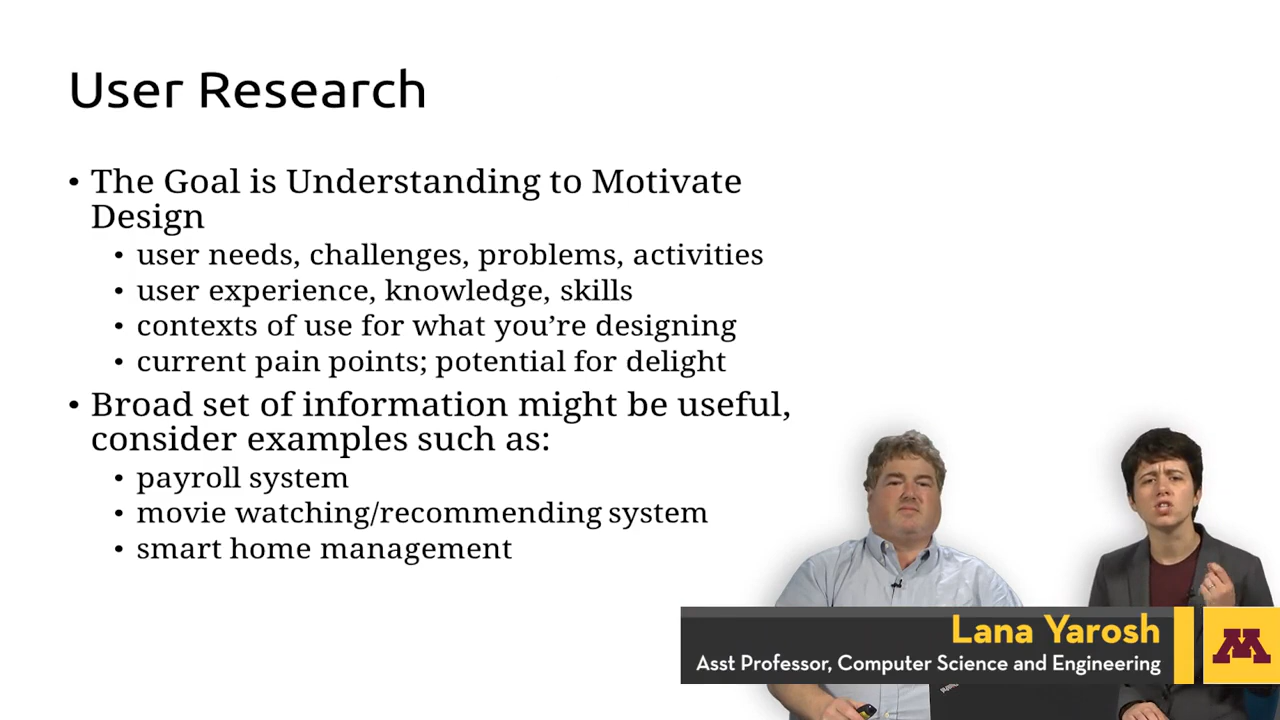 User Research
• The Goal is Understanding to Motivate
Design
• user needs, challenges, problems, activities
• user experience, knowledge, skills
• contexts of use for what you’re designing
• current pain points; potential for delight
• Broad set of information might be useful,
consider examples such as:
• payroll system
• movie watching/recommending system
• smart home management
Lana Yarosh
Asst Professor, Computer Science and Engineering
M